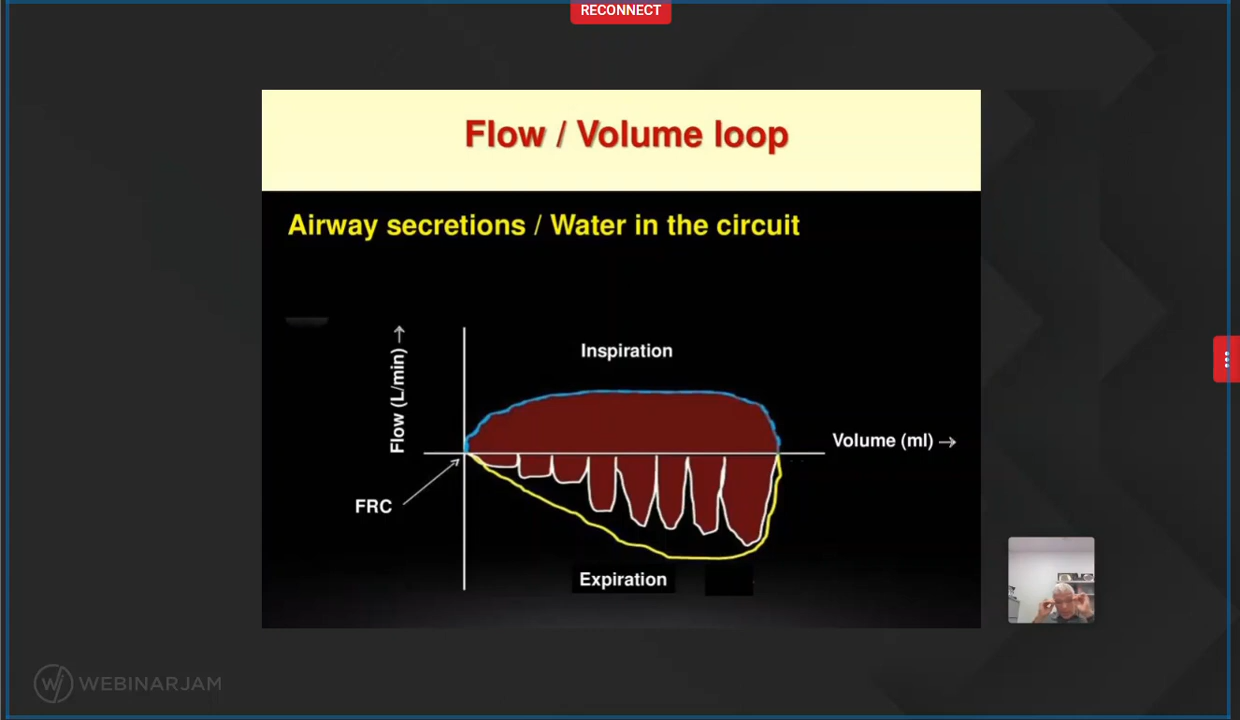 RECONNECT
Flow / Volume loop
Airway secretions / Water in the circuit
Flow (L/min) →
Inspiration
Volume (ml) →
FRC
Expiration
WEBINARJAM